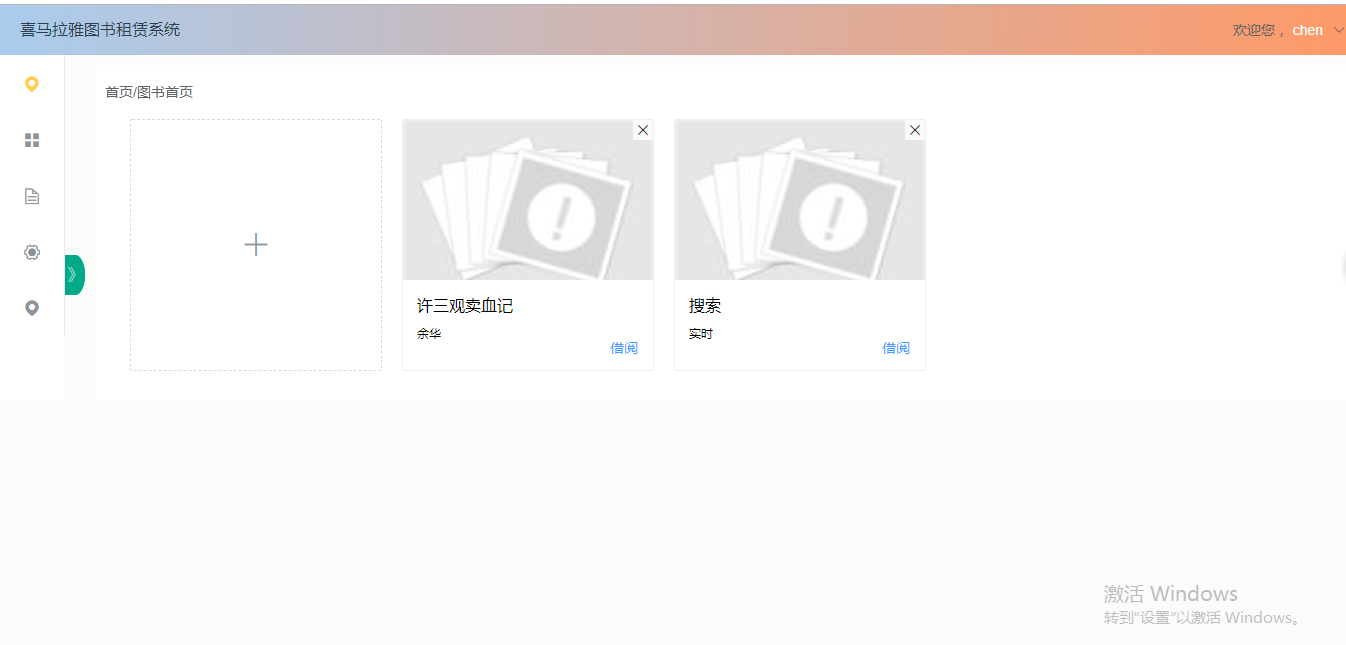 喜马拉雅图书租赁系统
欢迎您 ，chen
首页/图书首页
许三观卖血记
余华
借阅
搜索
实时
借阅
激活 Windows
转到"设置"以激活 Windows。